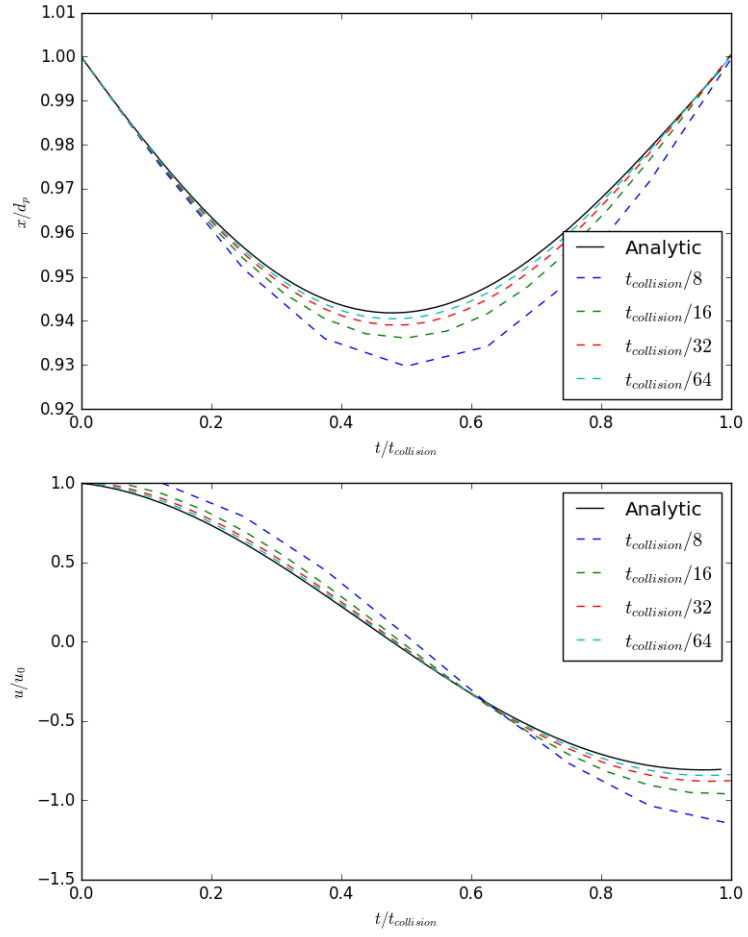 1.01
1.00
0.99
0.98
0.97
0.96
0.95
0.94
0.93
0.92
x/d_p
0.0 0.2 0.4 0.6 0.8 1.0
t/t_collision
Analytic
t_collision/8
t_collision/16
t_collision/32
t_collision/64
1.0
0.5
0.0
−0.5
−1.0
−1.5
u/u_0
0.0 0.2 0.4 0.6 0.8 1.0
t/t_collision
Analytic
t_collision/8
t_collision/16
t_collision/32
t_collision/64